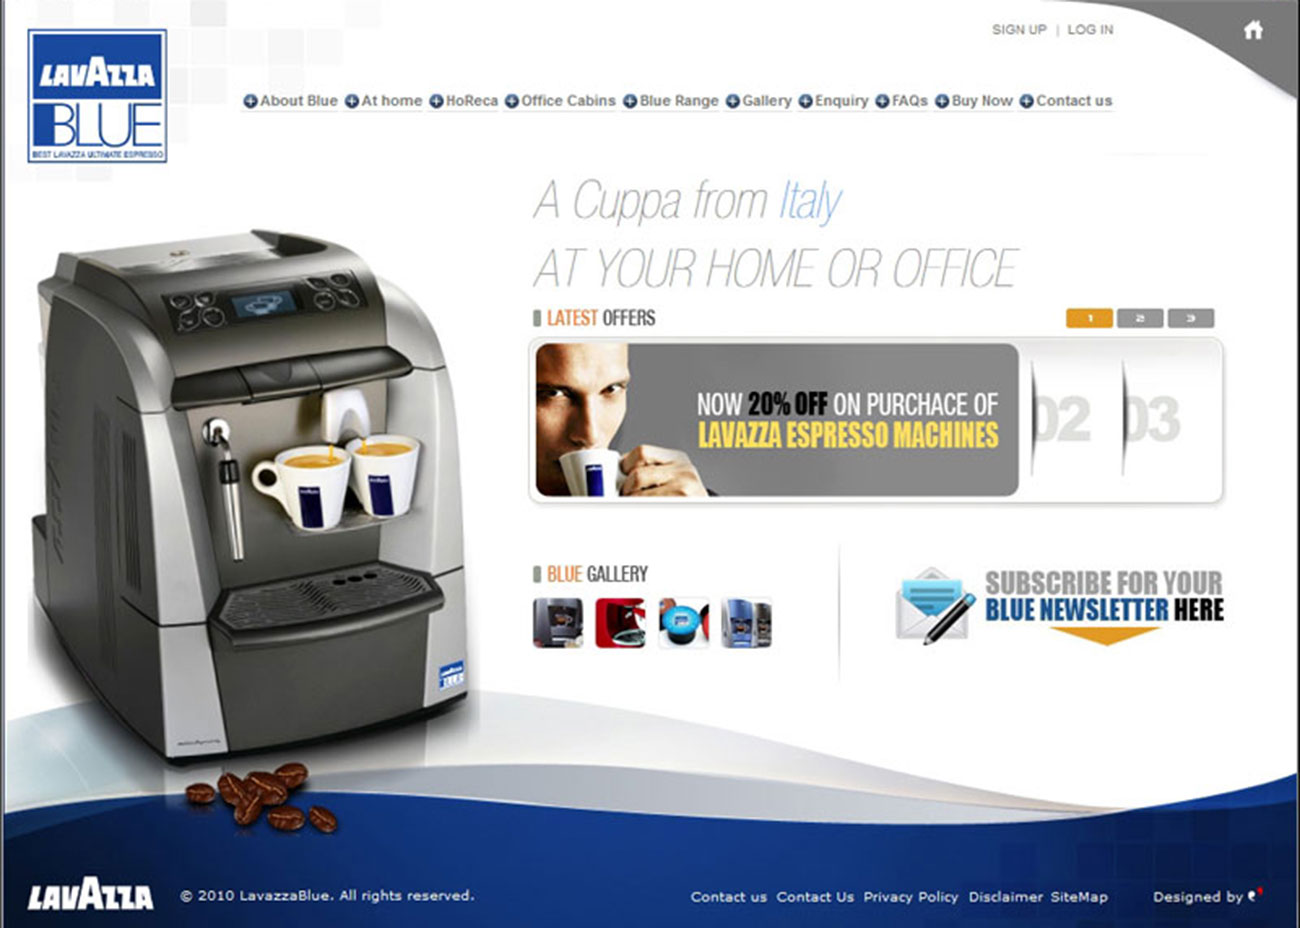 LAVAZZA
BLUE
BEST LAVAZZA ULTIMATE ESPRESSO
SIGN UP | LOG IN
About Blue At home HoReca Office Cabins Blue Range Gallery Enquiry FAQs Buy Now Contact us
A Cuppa from Italy
AT YOUR HOME OR OFFICE
LATEST OFFERS
1 2 3
NOW 20% OFF ON PURCHACE OF
LAVAZZA ESPRESSO MACHINES
02 03
BLUE GALLERY
SUBSCRIBE FOR YOUR
BLUE NEWSLETTER HERE
LAVAZZA
BLUE
LAVAZZA
© 2010 LavazzaBlue. All rights reserved.
Contact us Contact Us Privacy Policy Disclaimer SiteMap
Designed by e